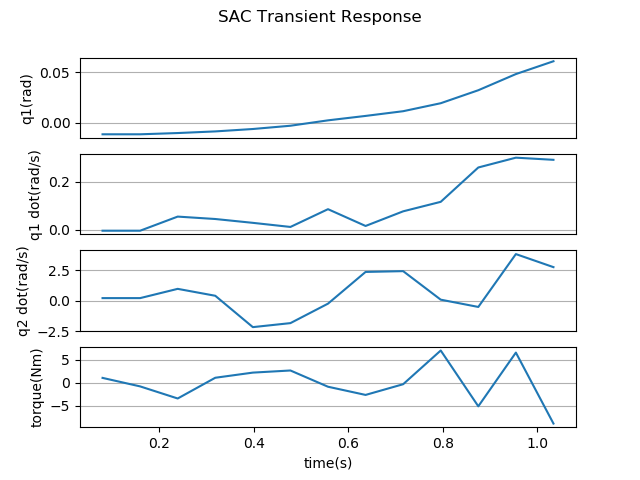 SAC Transient Response
0.05
0.00
q1(rad)
0.2
0.0
q1 dot(rad/s)
2.5
0.0
−2.5
q2 dot(rad/s)
5
0
−5
torque(Nm)
0.2 0.4 0.6 0.8 1.0
time(s)